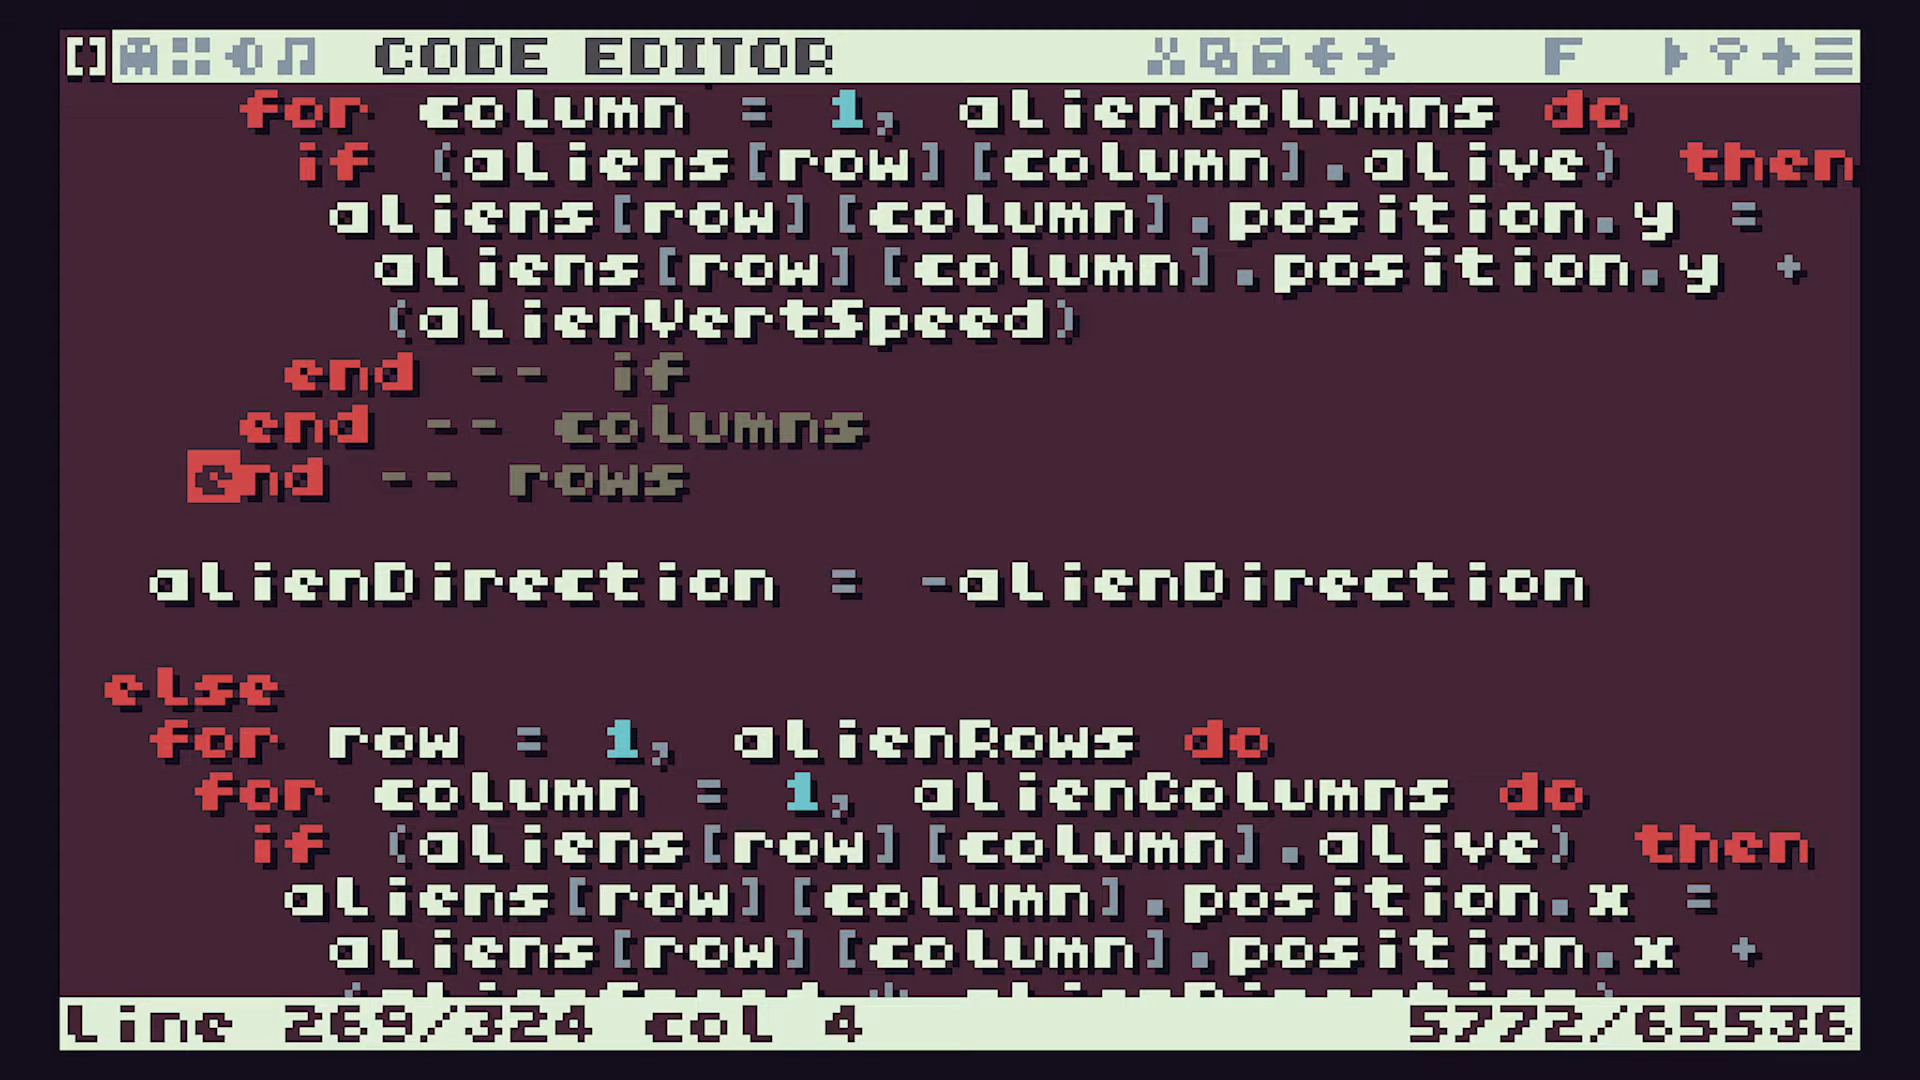 CODE EDITOR F
for column = 1, alienColumns do
if (aliens[row][column].alive) then
aliens[row][column].position.y =
aliens[row][column].position.y +
(alienVertSpeed)
end -- if
end -- columns
end -- rows
alienDirection = -alienDirection
else
for row = 1, alienRows do
for column = 1, alienColumns do
if (aliens[row][column].alive) then
aliens[row][column].position.x =
aliens[row][column].position.x +
line 269/324 col 4 5772/65536